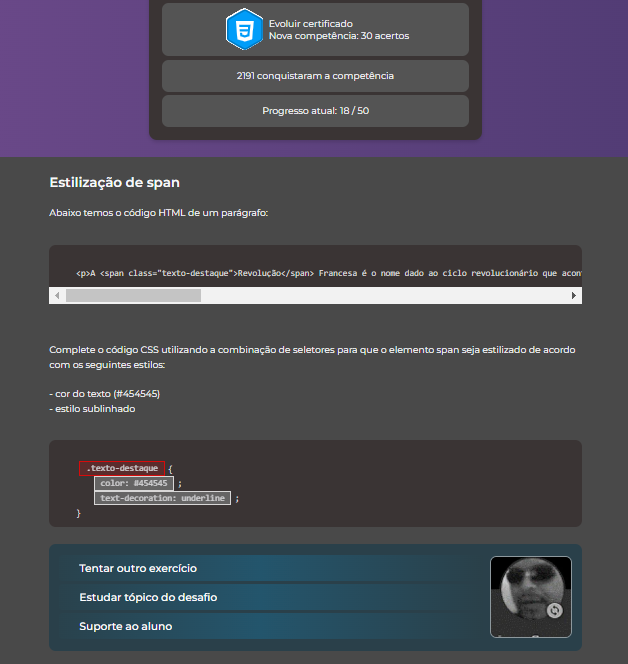 Evoluir certificado
Nova competência: 30 acertos
2191 conquistaram a competência
Progresso atual: 18 / 50
Estilização de span
Abaixo temos o código HTML de um parágrafo:
<p>A <span class="texto-destaque">Revolução</span> Francesa é o nome dado ao ciclo revolucionário que acon
Complete o código CSS utilizando a combinação de seletores para que o elemento span seja estilizado de acordo
com os seguintes estilos:
- cor do texto (#454545)
- estilo sublinhado
.texto-destaque {
color: #454545 ;
text-decoration: underline ;
}
Tentar outro exercício
Estudar tópico do desafio
Suporte ao aluno